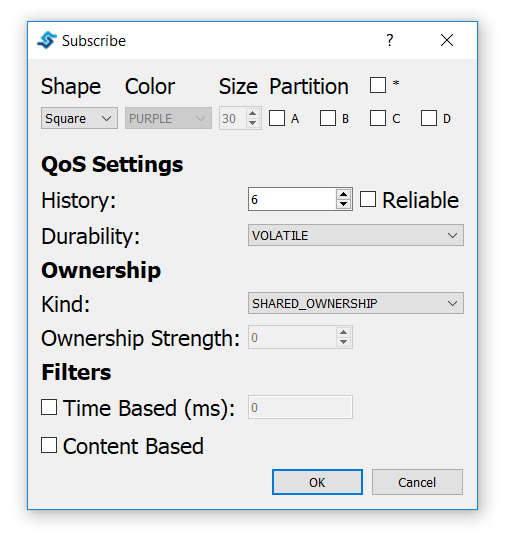 Subscribe ?
Shape Color Size Partition *
Square PURPLE 30 A B C D
QoS Settings
History: 6 Reliable
Durability: VOLATILE
Ownership
Kind: SHARED_OWNERSHIP
Ownership Strength: 0
Filters
Time Based (ms): 0
Content Based
OK Cancel